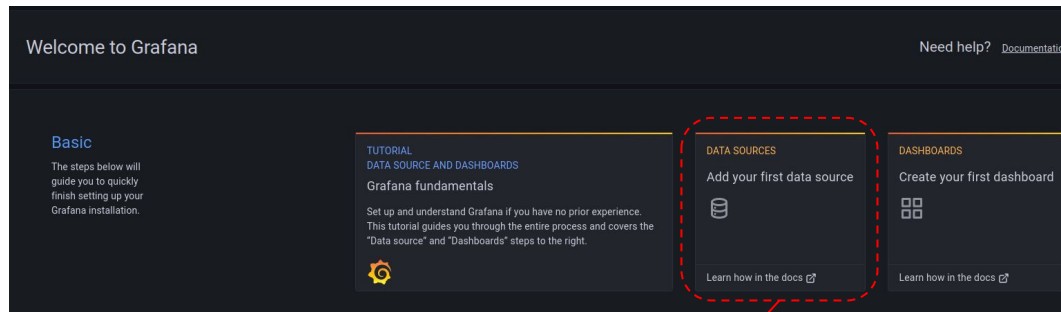 Welcome to Grafana
Need help? Documentatio
Basic
The steps below will
guide you to quickly
finish setting up your
Grafana installation.
TUTORIAL
DATA SOURCE AND DASHBOARDS
Grafana fundamentals
Set up and understand Grafana if you have no prior experience.
This tutorial guides you through the entire process and covers the
"Data source" and "Dashboards" steps to the right.
DATA SOURCES
Add your first data source
Learn how in the docs
DASHBOARDS
Create your first dashboard
Learn how in the docs